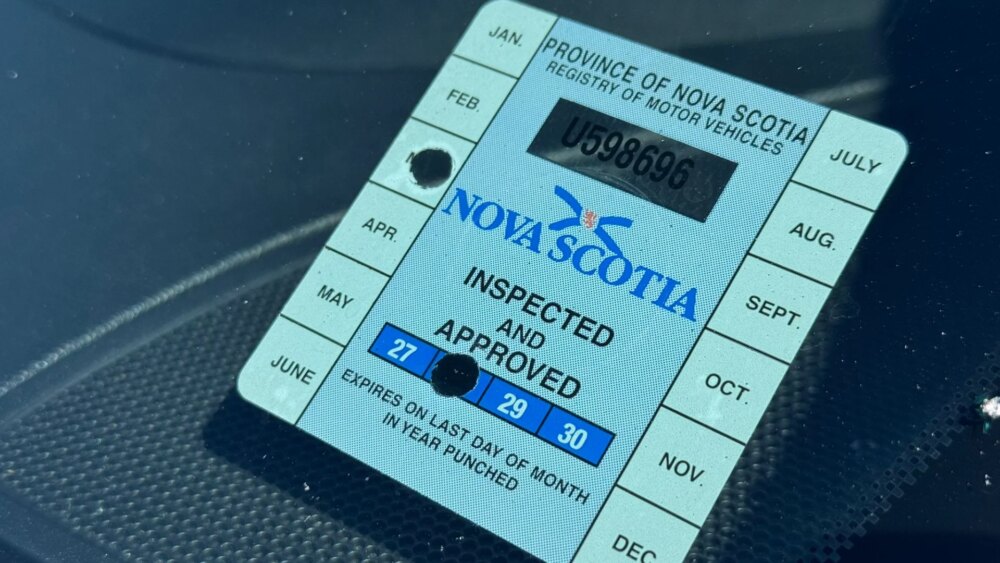 PROVINCE OF NOVA SCOTIA
REGISTRY OF MOTOR VEHICLES
U598696
NOVA SCOTIA
INSPECTED
AND
APPROVED
27 29 30
EXPIRES ON LAST DAY OF MONTH
IN YEAR PUNCHED
JAN.
FEB.
APR.
MAY
JUNE
JULY
AUG.
SEPT.
OCT.
NOV.
DEC